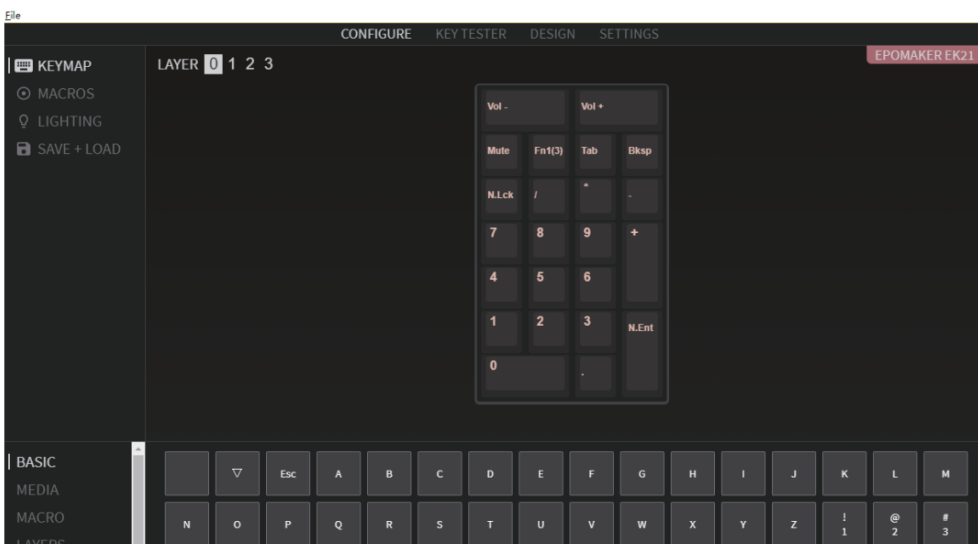 File
CONFIGURE KEY TESTER DESIGN SETTINGS
KEYMAP
MACROS
LIGHTING
SAVE + LOAD
LAYER 0 1 2 3
EPOMAKER EK21
Vol - Vol +
Mute Fn1(3) Tab Bksp
N.Lck / * -
7 8 9 +
4 5 6
1 2 3 N.Ent
0 .
BASIC
MEDIA
MACRO
LAYERS
▽ Esc A B C D E F G H I J K L M
N O P Q R S T U V W X Y Z ! @ #
1 2 3